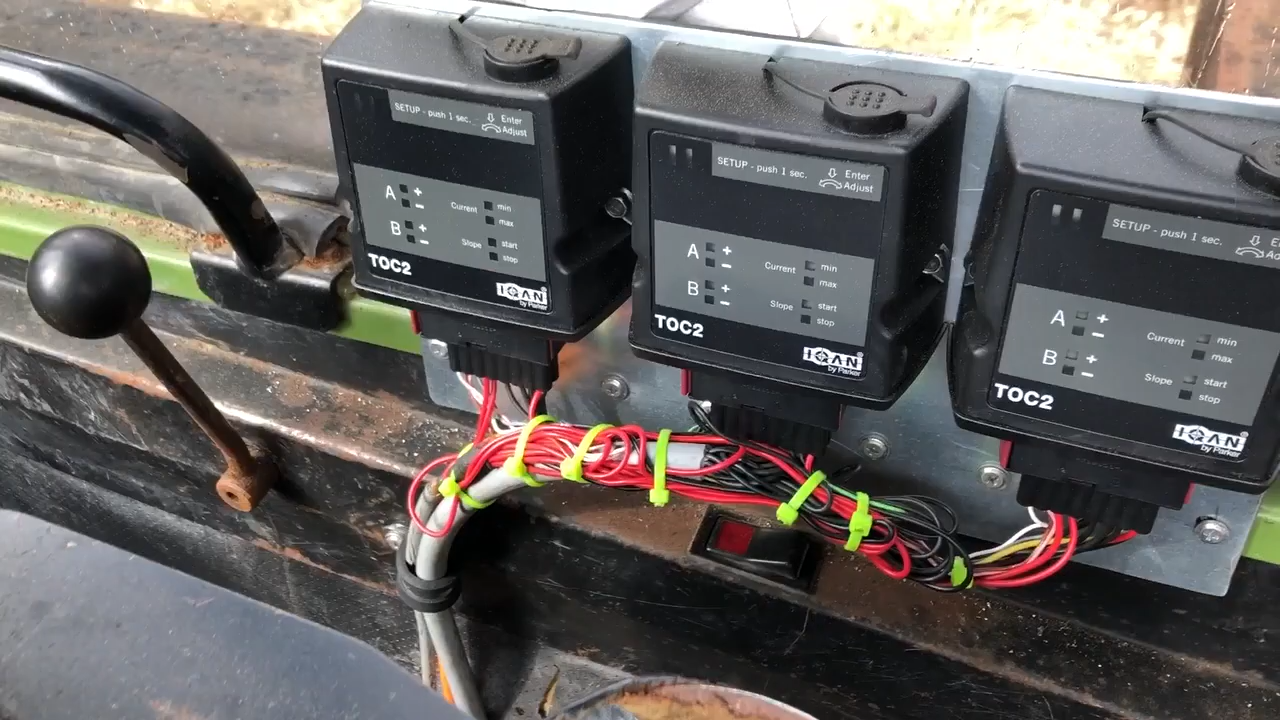 SETUP - push 1 sec.
Enter
Adjust
A + -
Current min max
B + -
Slope start stop
TOC2
IQAN
by Parker
SETUP - push 1 sec.
Enter
Adjust
A + -
Current min max
B + -
Slope start stop
TOC2
IQAN
by Parker
SETUP - push 1 sec.
A + -
Current min max
B + -
Slope start stop
TOC2
IQAN
by Parker